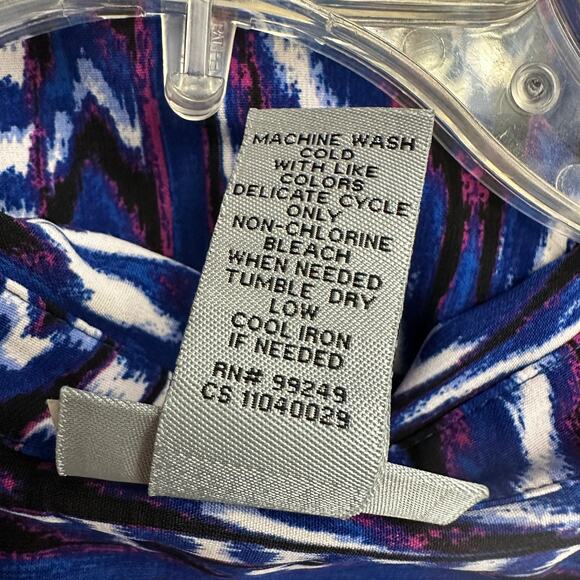 MACHINE WASH
COLD
WITH LIKE
COLORS
DELICATE CYCLE
ONLY
NON-CHLORINE
BLEACH
WHEN NEEDED
TUMBLE DRY
LOW
COOL IRON
IF NEEDED
RN# 99249
CS 11040029